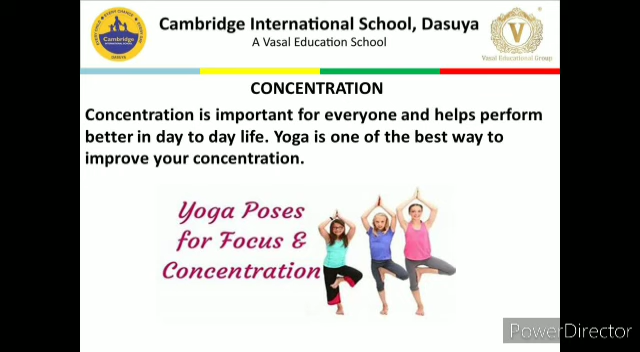 Cambridge International School, Dasuya
A Vasal Education School
Cambridge
V
Vasal Educational Group
CONCENTRATION
Concentration is important for everyone and helps perform
better in day to day life. Yoga is one of the best way to
improve your concentration.
Yoga Poses
for Focus &
Concentration
PowerDirector